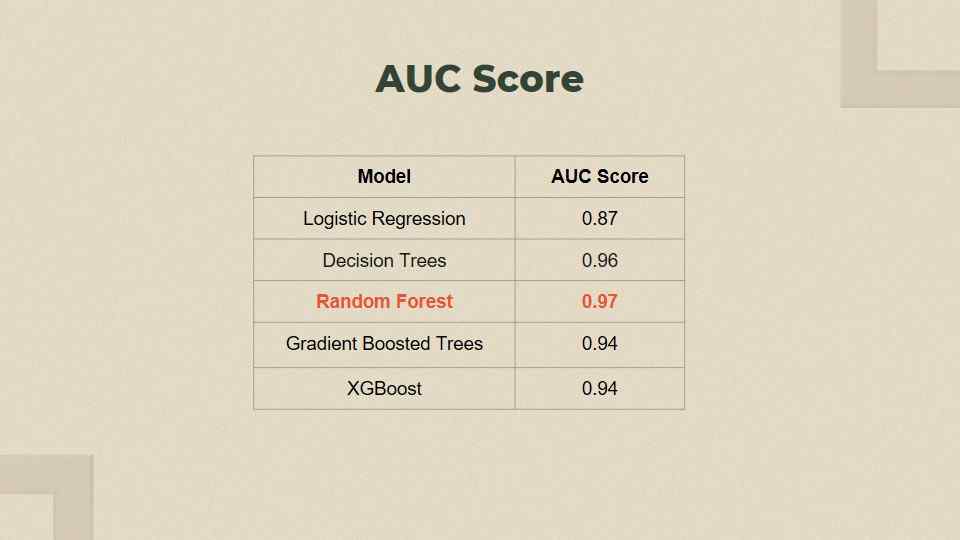 AUC Score
Model AUC Score
Logistic Regression 0.87
Decision Trees 0.96
Random Forest 0.97
Gradient Boosted Trees 0.94
XGBoost 0.94